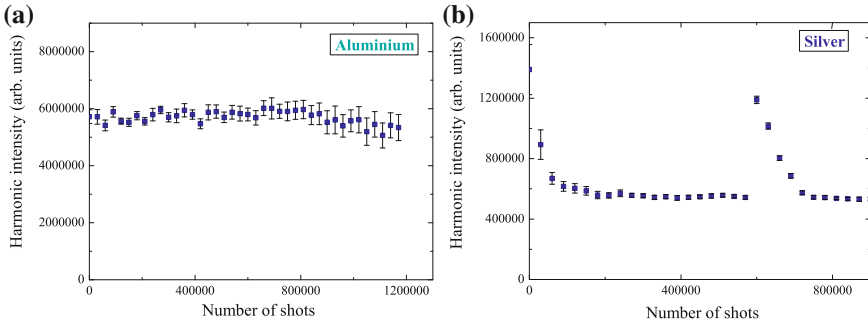 (a)
Aluminium
Harmonic intensity (arb. units)
8000000
6000000
4000000
2000000
0
0 400000 800000 1200000
Number of shots
(b)
Silver
Harmonic intensity (arb. units)
1600000
1200000
800000
400000
0
0 400000 800000
Number of shots